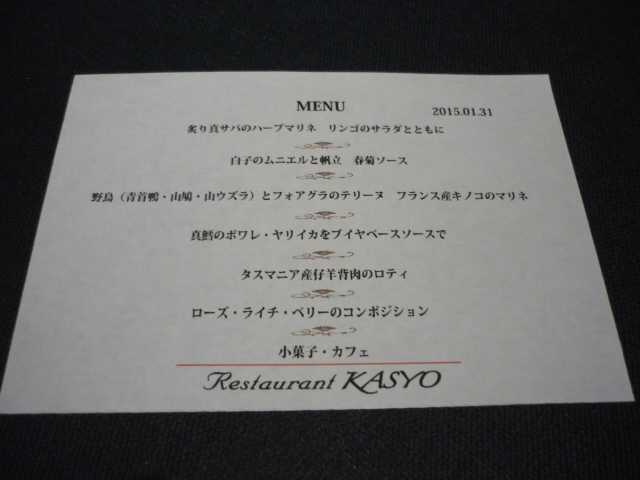 MENU
2015.01.31
炙り真サバのハーブマリネ　リンゴのサラダとともに
白子のムニエルと帆立　春菊ソース
野鳥（青首鴨・山鳩・山ウズラ）とフォアグラのテリーヌ　フランス産キノコのマリネ
真鱈のポワレ・ヤリイカをブイヤベースソースで
タスマニア産仔羊背肉のロティ
ローズ・ライチ・ベリーのコンポジション
小菓子・カフェ
Restaurant KASYO